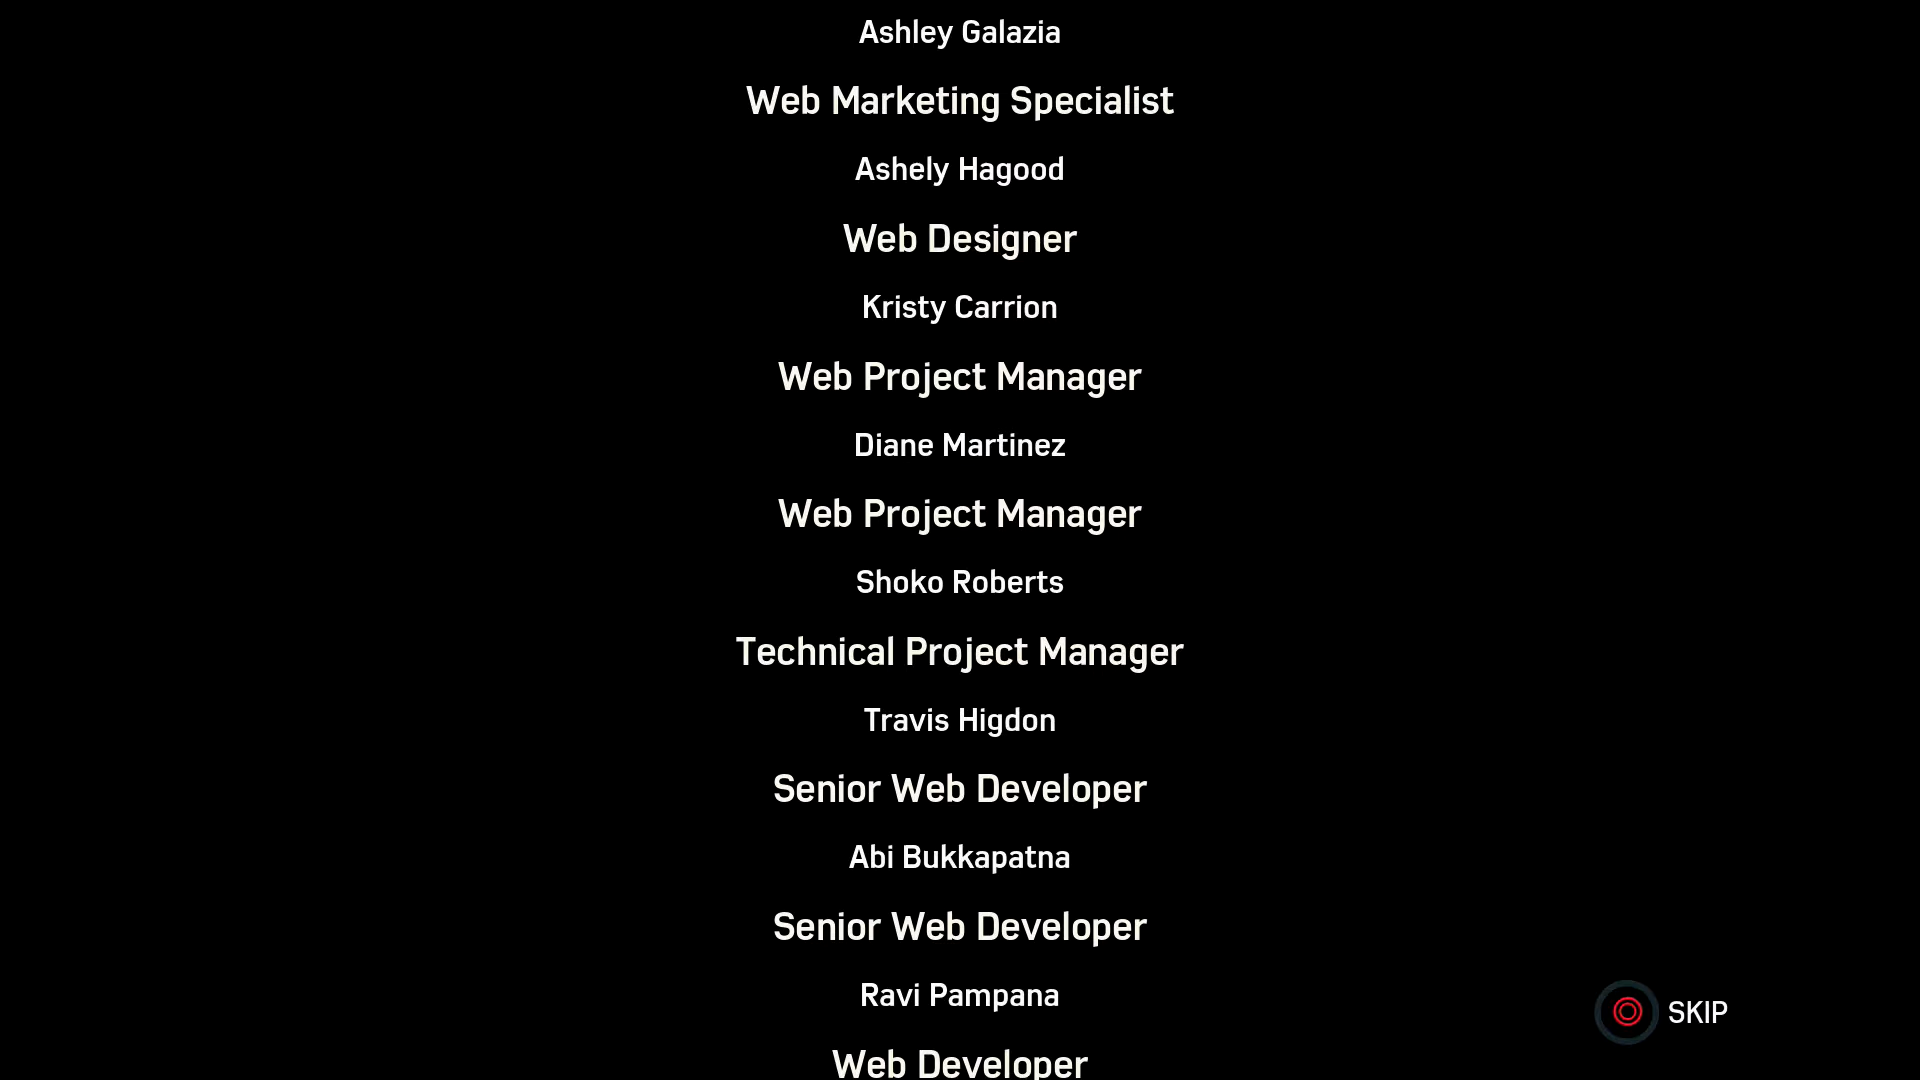 Ashley Galazia
Web Marketing Specialist
Ashely Hagood
Web Designer
Kristy Carrion
Web Project Manager
Diane Martinez
Web Project Manager
Shoko Roberts
Technical Project Manager
Travis Higdon
Senior Web Developer
Abi Bukkapatna
Senior Web Developer
Ravi Pampana
SKIP
Web Developer